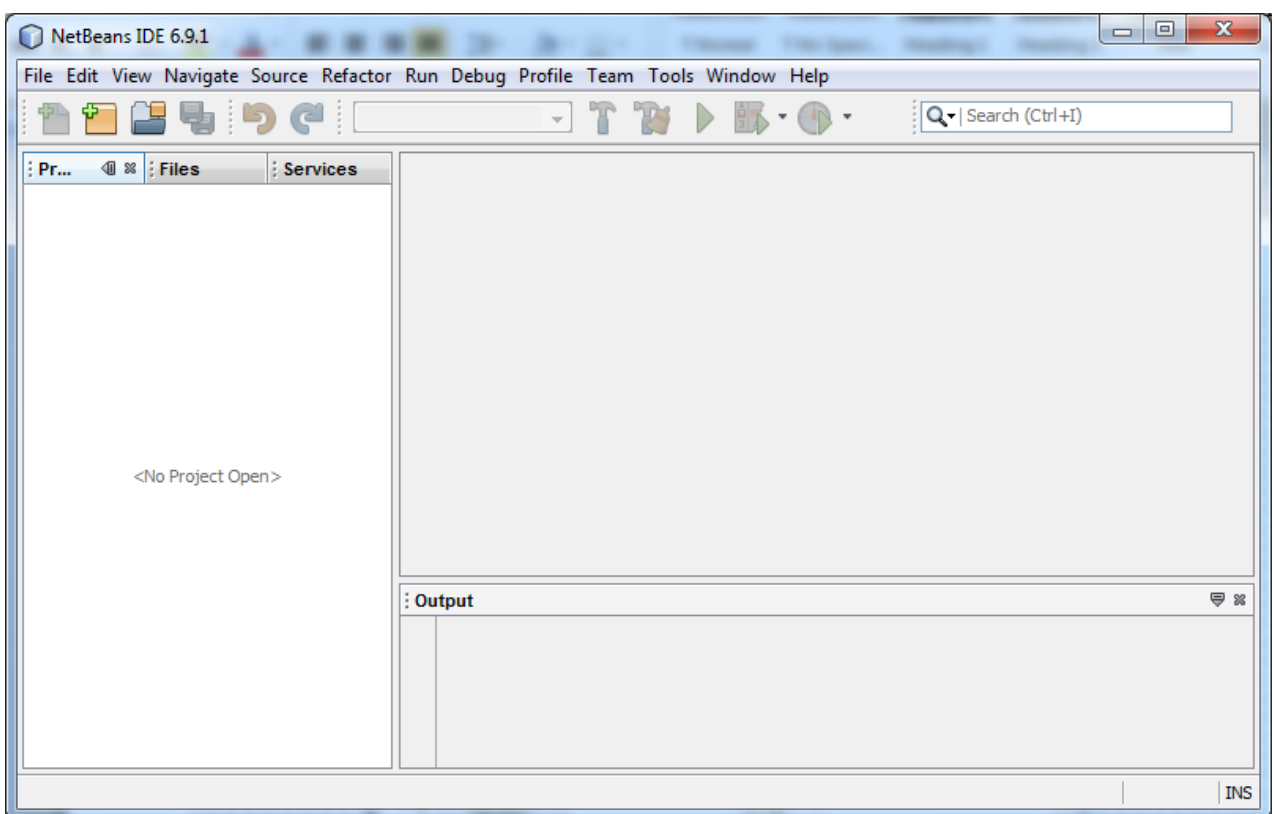 NetBeans IDE 6.9.1
File Edit View Navigate Source Refactor Run Debug Profile Team Tools Window Help
Search (Ctrl+I)
Pr... Files Services
<No Project Open>
Output
INS